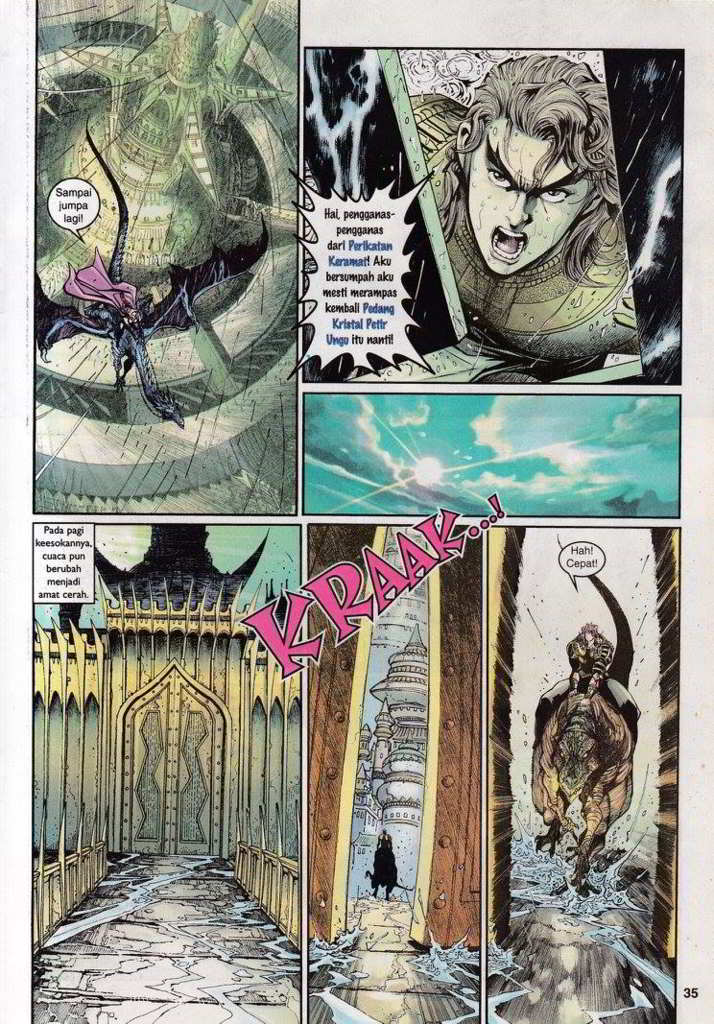 Sampai
jumpa
lagi!
Hai, pengganas-
pengganas
dari Perikatan
Keramat! Aku
bersumpah aku
mesti merampas
kembali Pedang
Kristal Petir
Ungu itu nanti!
Pada pagi
keesokannya,
cuaca pun
berubah
menjadi
amat cerah.
KRAAK...!
Hah!
Cepat!
35